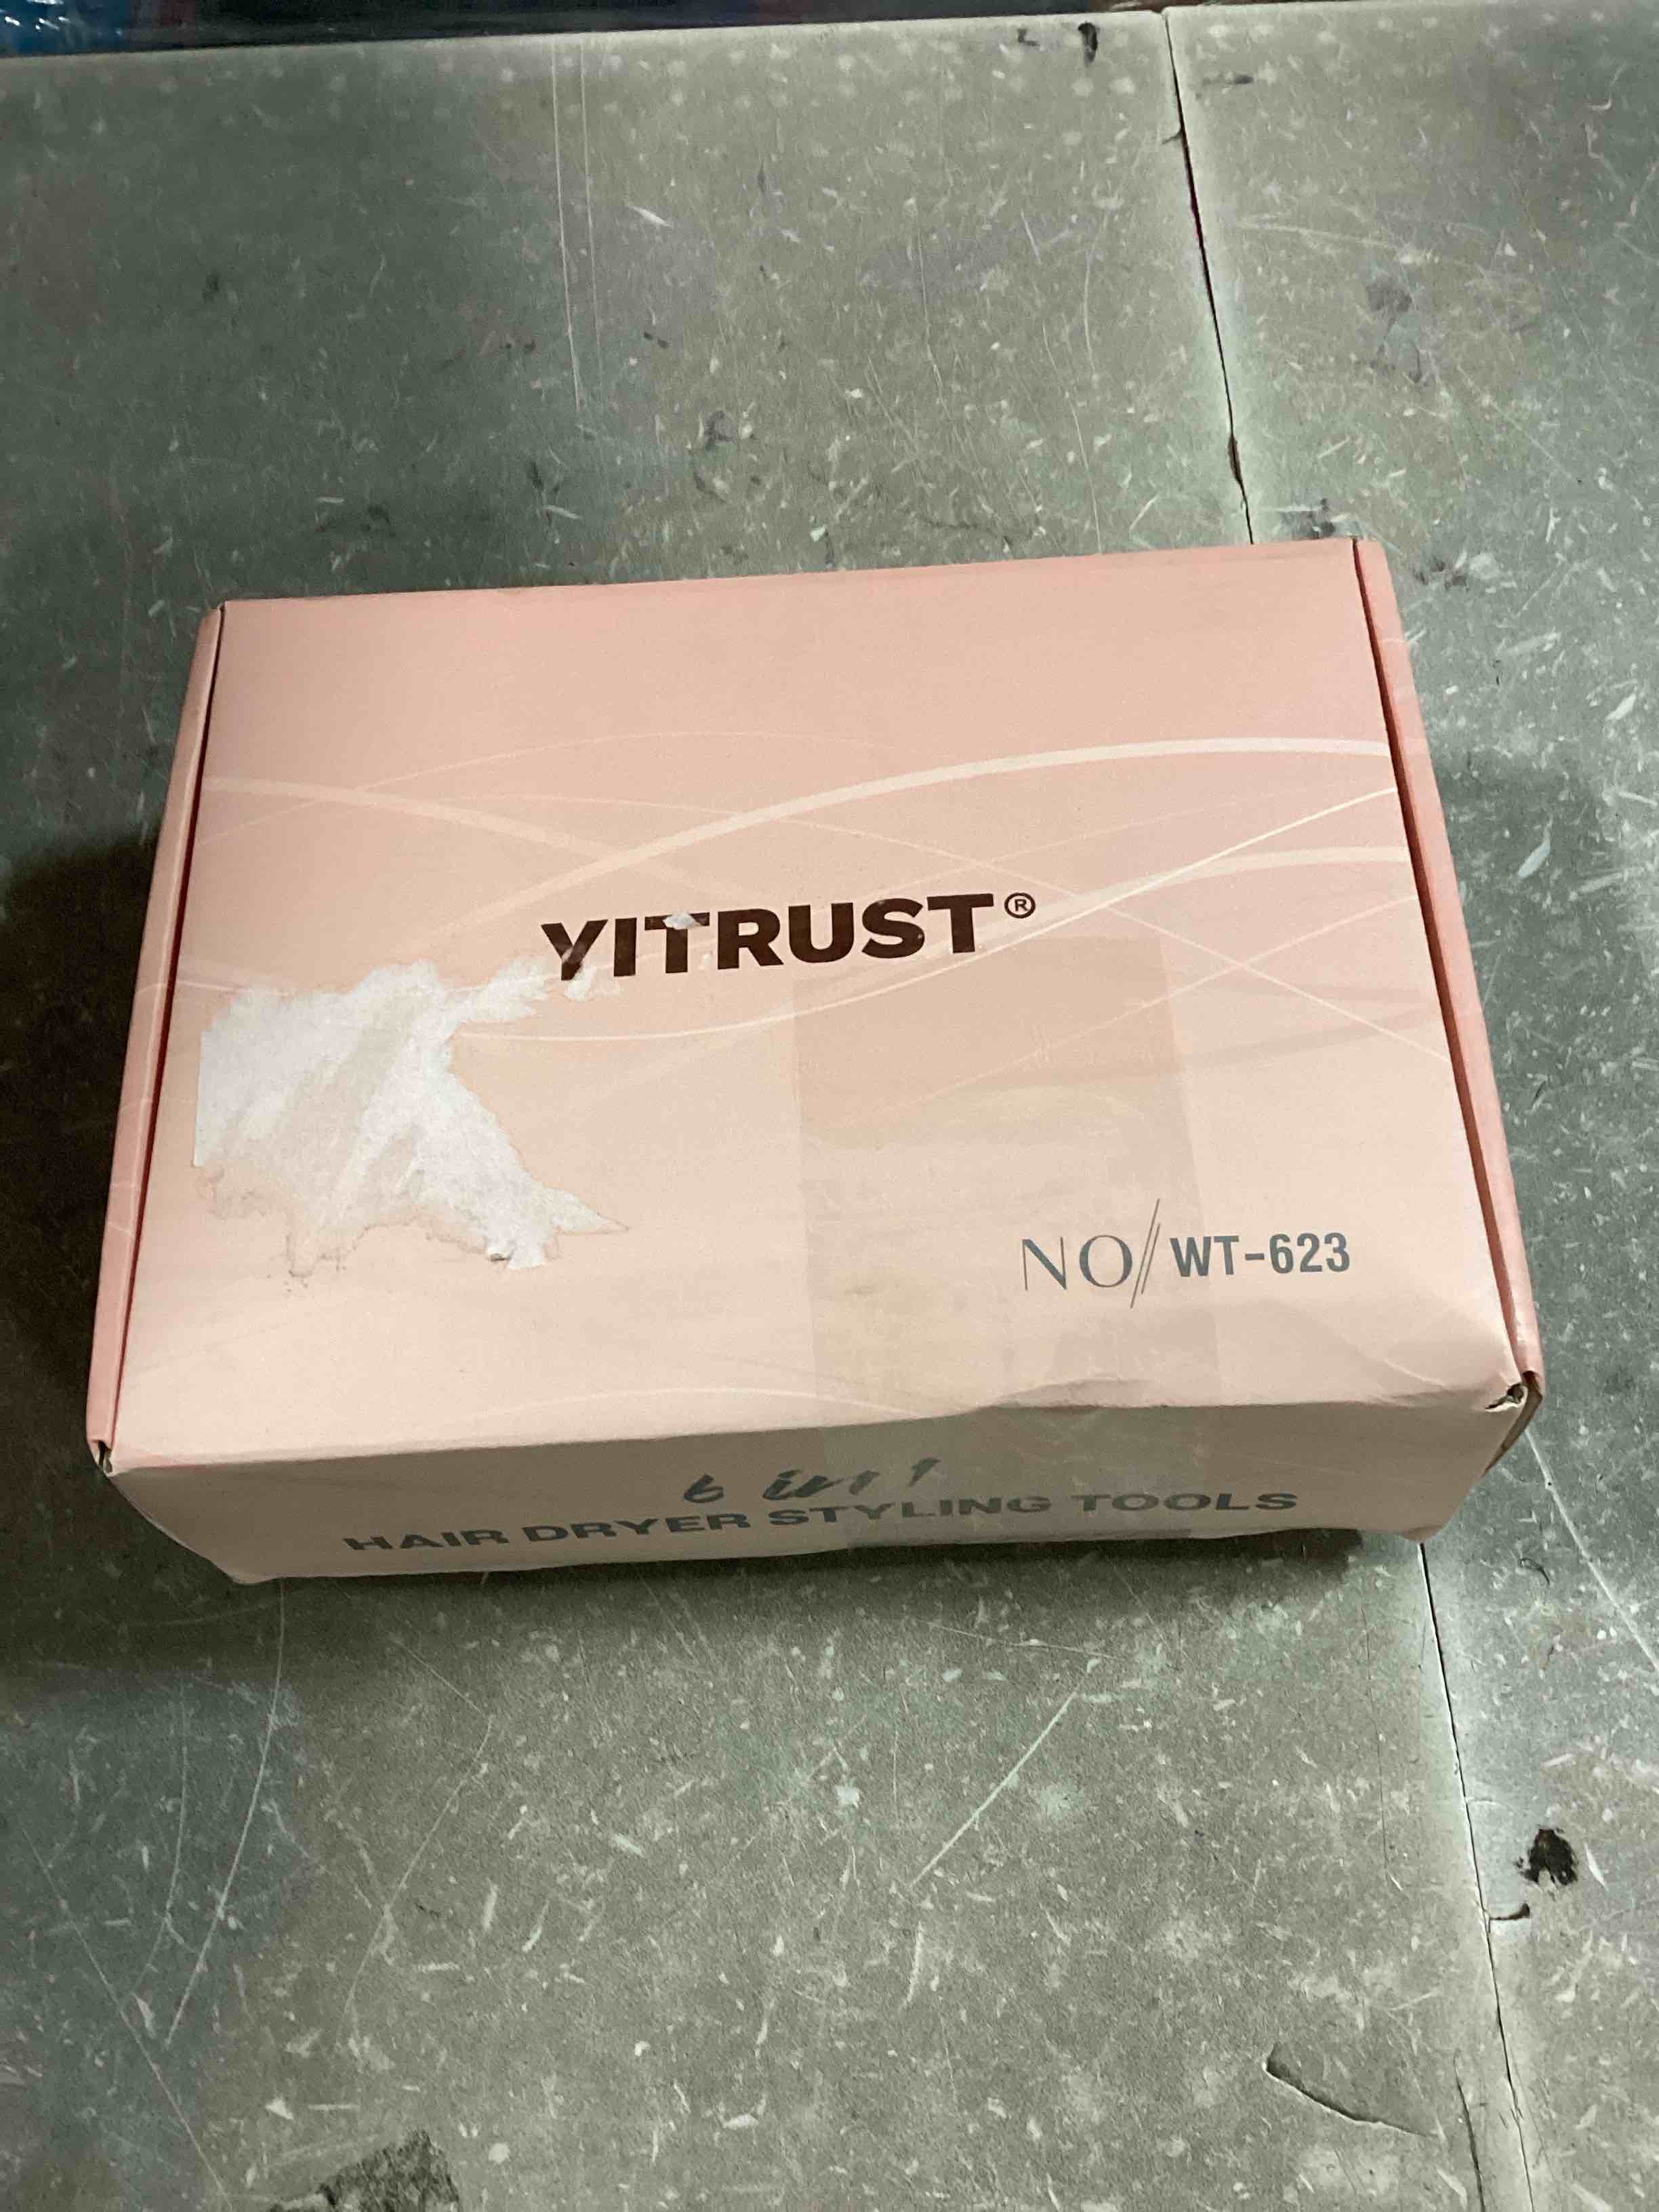 YITRUST®
NO//WT-623
6 in 1
HAIR DRYER STYLING TOOLS